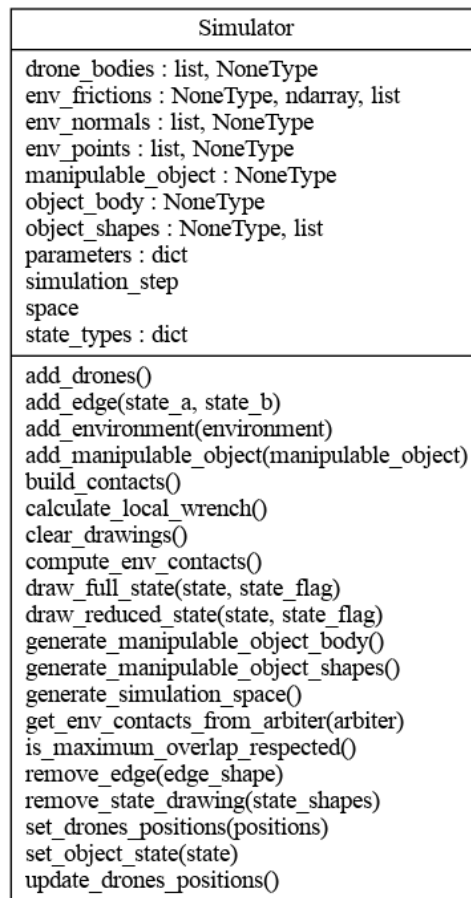 Simulator
drone_bodies : list, NoneType
env_frictions : NoneType, ndarray, list
env_normals : list, NoneType
env_points : list, NoneType
manipulable_object : NoneType
object_body : NoneType
object_shapes : NoneType, list
parameters : dict
simulation_step
space
state_types : dict
add_drones()
add_edge(state_a, state_b)
add_environment(environment)
add_manipulable_object(manipulable_object)
build_contacts()
calculate_local_wrench()
clear_drawings()
compute_env_contacts()
draw_full_state(state, state_flag)
draw_reduced_state(state, state_flag)
generate_manipulable_object_body()
generate_manipulable_object_shapes()
generate_simulation_space()
get_env_contacts_from_arbiter(arbiter)
is_maximum_overlap_respected()
remove_edge(edge_shape)
remove_state_drawing(state_shapes)
set_drones_positions(positions)
set_object_state(state)
update_drones_positions()